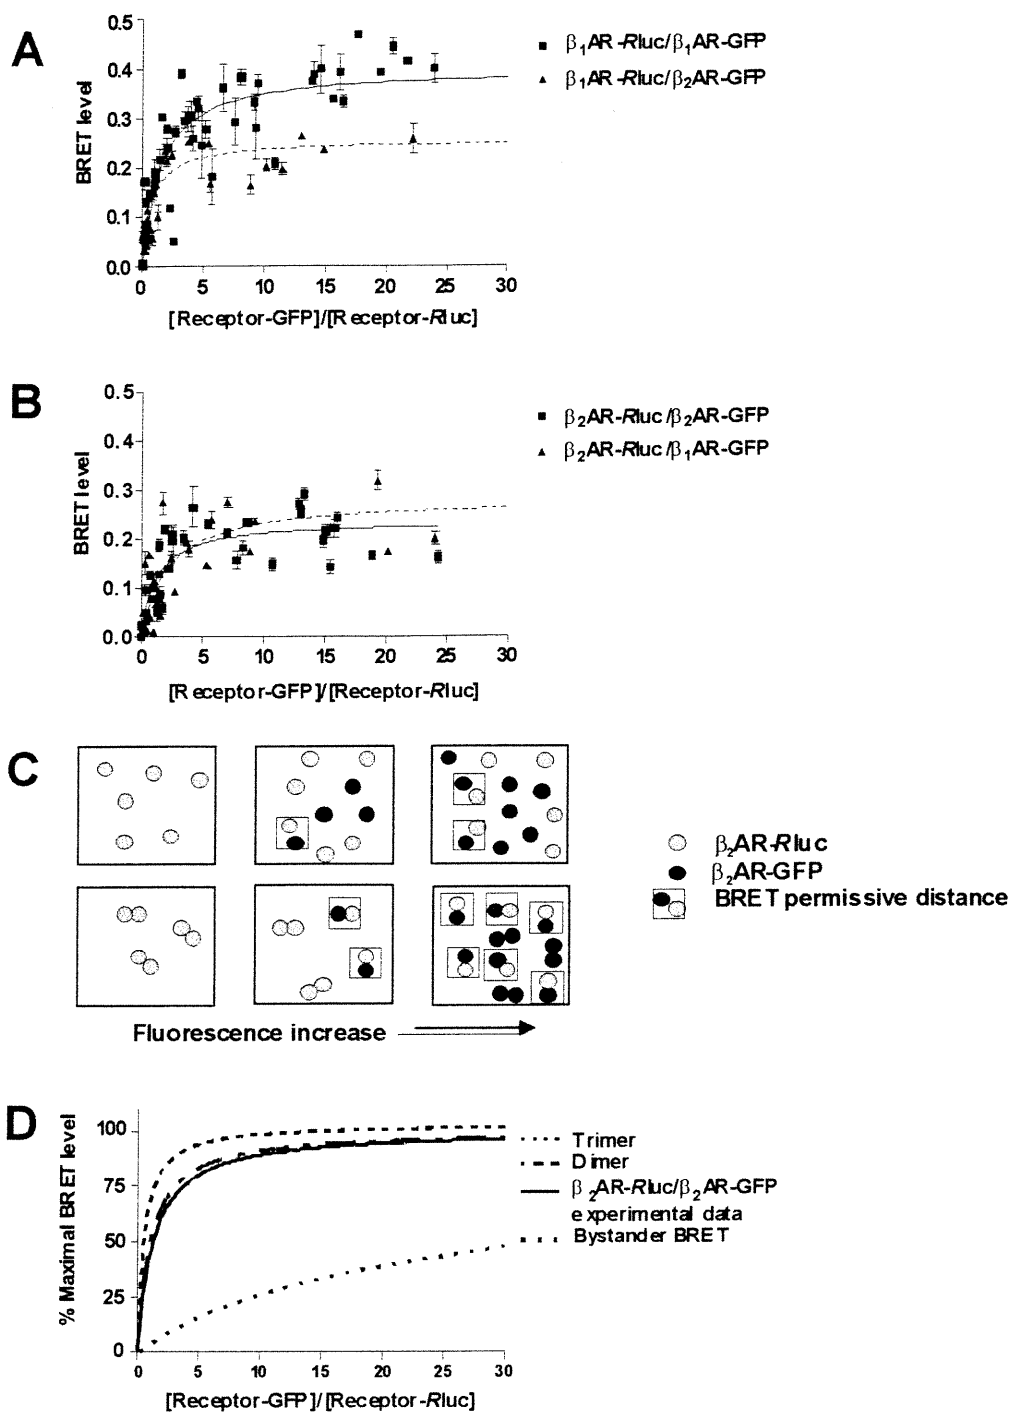 A
BRET level
0.5
0.4
0.3
0.2
0.1
0.0
0 5 10 15 20 25 30
[Receptor-GFP]/[Receptor-Rluc]
β1AR-Rluc/β1AR-GFP
β1AR-Rluc/β2AR-GFP
B
BRET level
0.5
0.4
0.3
0.2
0.1
0.0
0 5 10 15 20 25 30
[Receptor-GFP]/[Receptor-Rluc]
β2AR-Rluc/β2AR-GFP
β2AR-Rluc/β1AR-GFP
C
β2AR-Rluc
β2AR-GFP
BRET permissive distance
Fluorescence increase
D
% Maximal BRET level
100
75
50
25
0
0 5 10 15 20 25 30
[Receptor-GFP]/[Receptor-Rluc]
Trimer
Dimer
β2AR-Rluc/β2AR-GFP
experimental data
Bystander BRET